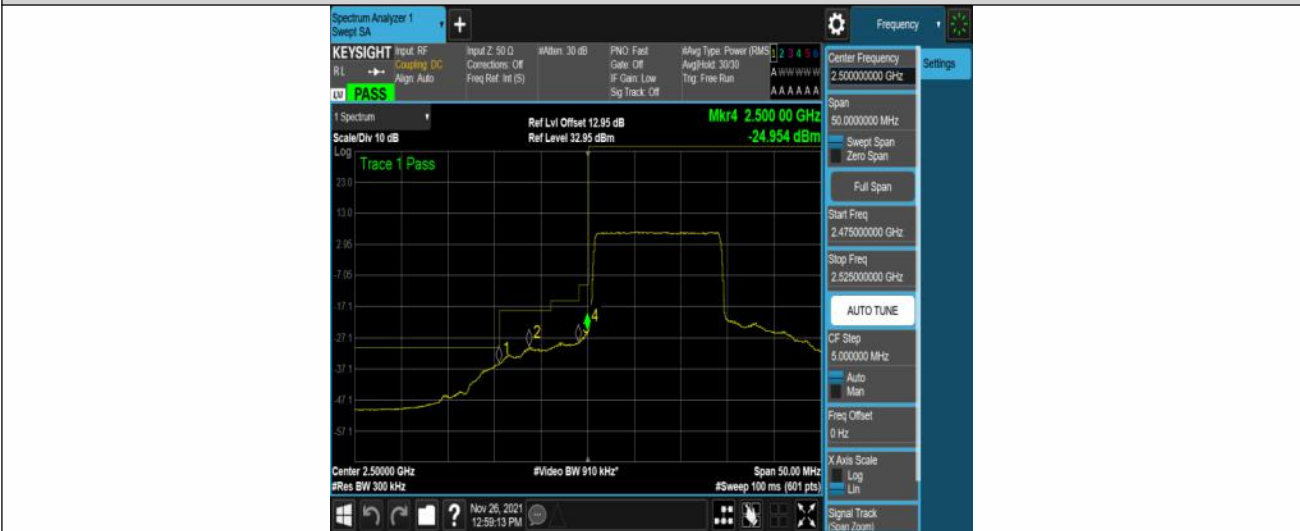 Spectrum Analyzer 1
Swept SA
+
Frequency
KEYSIGHT Input: RF
RL Coupling: DC
Align: Auto
LXI PASS
Input Z: 50 Ω
Corrections: Off
Freq Ref: Int (S)
#Atten: 30 dB
PNO: Fast
Gate: Off
IF Gain: Low
Sig Track: Off
#Avg Type: Power (RMS
Avg|Hold: 30/30
Trig: Free Run
1 2 3 4 5 6
A W W W W W
A A A A A A
1 Spectrum
Scale/Div 10 dB
Ref Lvl Offset 12.95 dB
Ref Level 32.95 dBm
Mkr4 2.500 00 GHz
-24.954 dBm
Log
Trace 1 Pass
23.0
13.0
2.95
-7.05
-17.1
-27.1
-37.1
-47.1
-57.1
1
2
3
4
Center 2.50000 GHz
#Video BW 910 kHz*
Span 50.00 MHz
#Res BW 300 kHz
#Sweep 100 ms (601 pts)
?
Nov 26, 2021
12:59:13 PM
Center Frequency
2.500000000 GHz
Settings
Span
50.0000000 MHz
Swept Span
Zero Span
Full Span
Start Freq
2.475000000 GHz
Stop Freq
2.525000000 GHz
AUTO TUNE
CF Step
5.000000 MHz
Auto
Man
Freq Offset
0 Hz
X Axis Scale
Log
Lin
Signal Track
(Span Zoom)